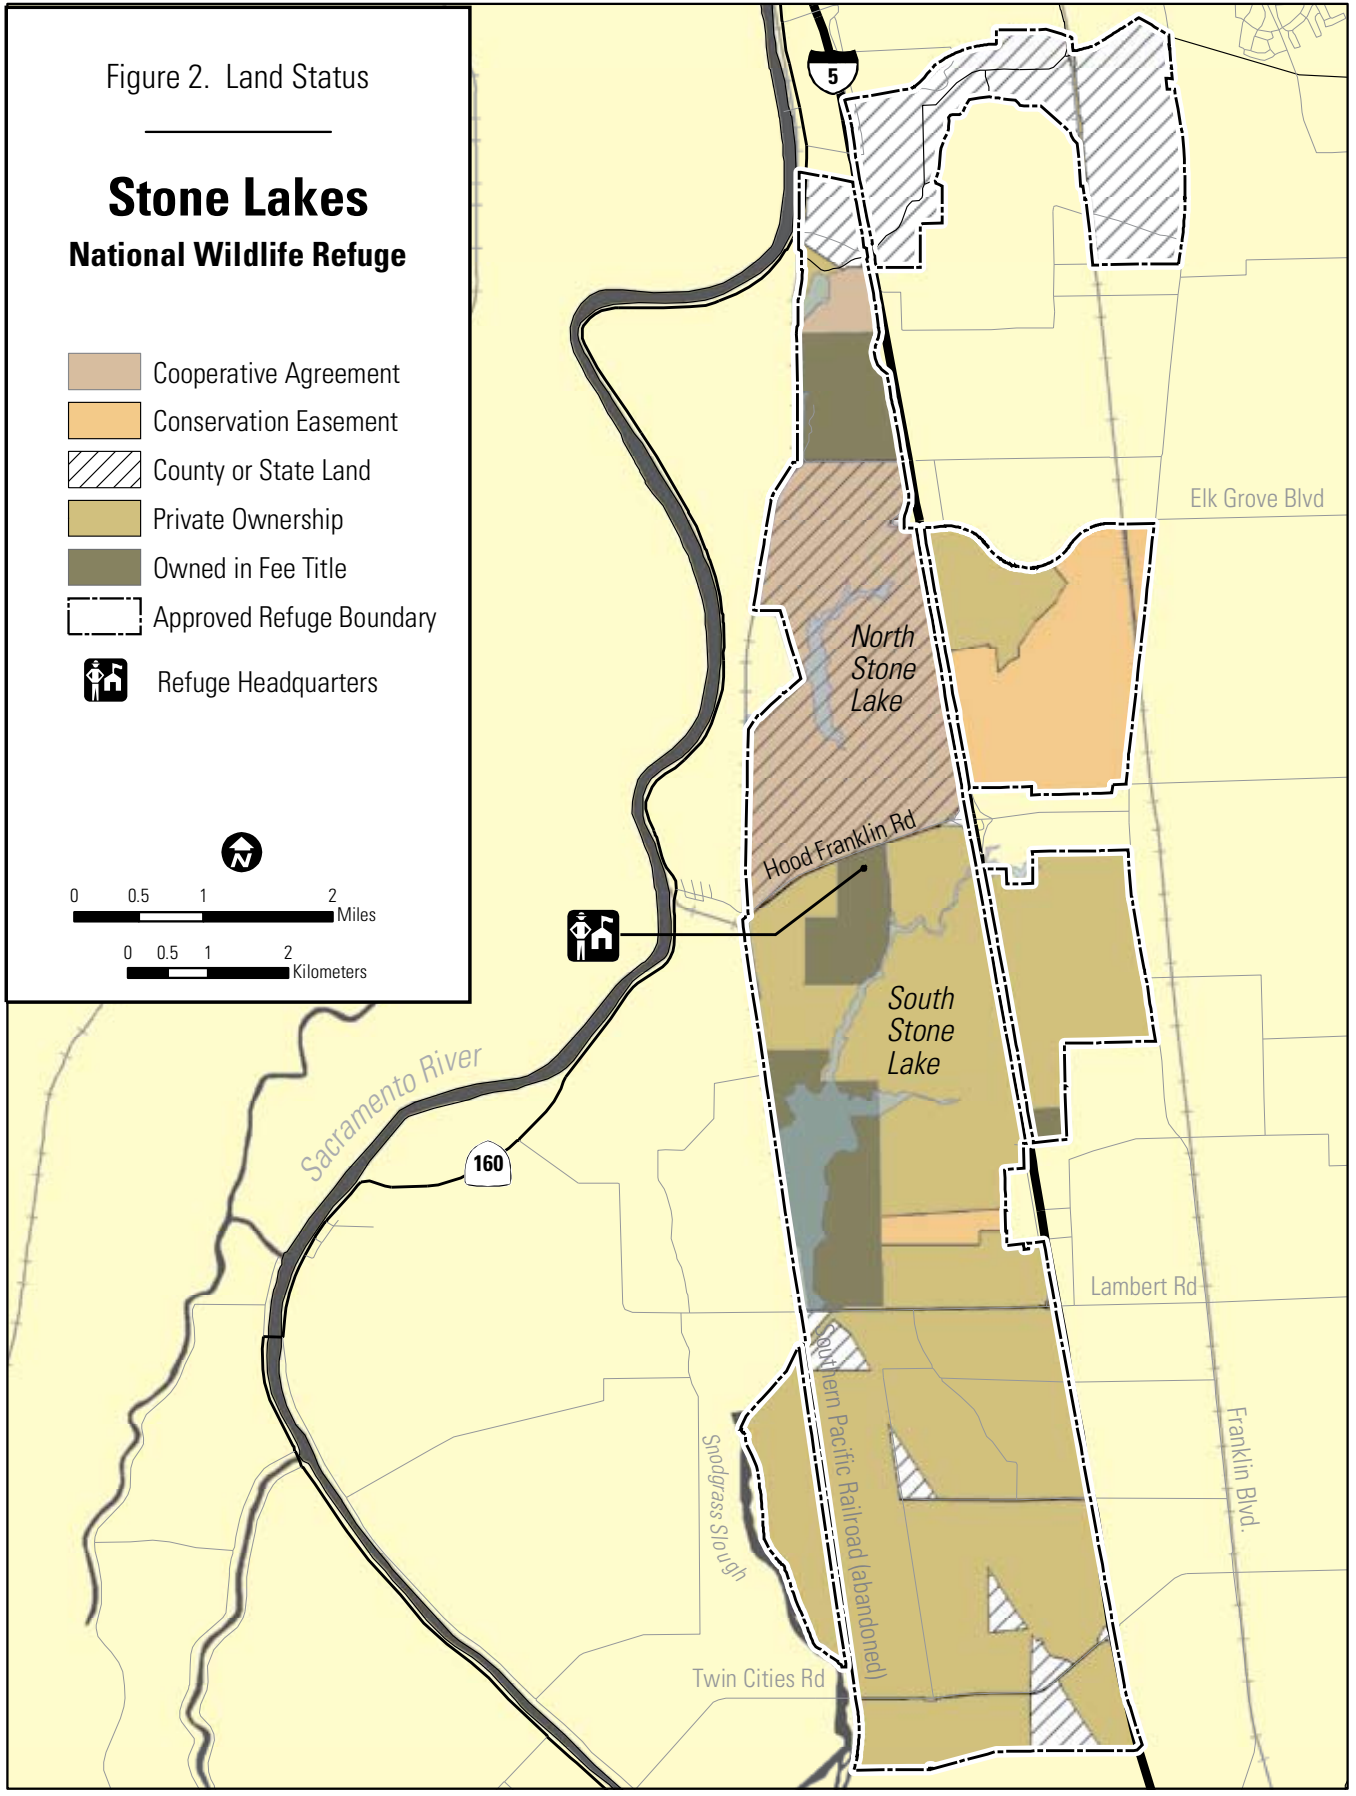 Figure 2. Land Status
Stone Lakes
National Wildlife Refuge
Cooperative Agreement
Conservation Easement
County or State Land
Private Ownership
Owned in Fee Title
Approved Refuge Boundary
Refuge Headquarters
N
0 0.5 1 2
Miles
0 0.5 1 2
Kilometers
5
Elk Grove Blvd
North
Stone
Lake
Hood Franklin Rd
South
Stone
Lake
Sacramento River
160
Lambert Rd
Southern Pacific Railroad (abandoned)
Snodgrass Slough
Franklin Blvd.
Twin Cities Rd